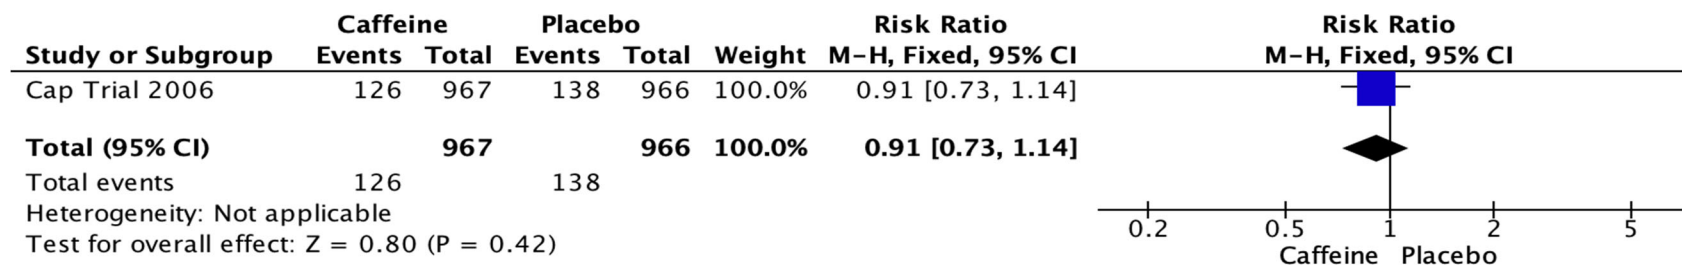 Caffeine Placebo Risk Ratio Risk Ratio
Study or Subgroup Events Total Events Total Weight M-H, Fixed, 95% CI M-H, Fixed, 95% CI
Cap Trial 2006 126 967 138 966 100.0% 0.91 [0.73, 1.14]
Total (95% CI) 967 966 100.0% 0.91 [0.73, 1.14]
Total events 126 138
Heterogeneity: Not applicable
Test for overall effect: Z = 0.80 (P = 0.42)
0.2 0.5 1 2 5
Caffeine Placebo